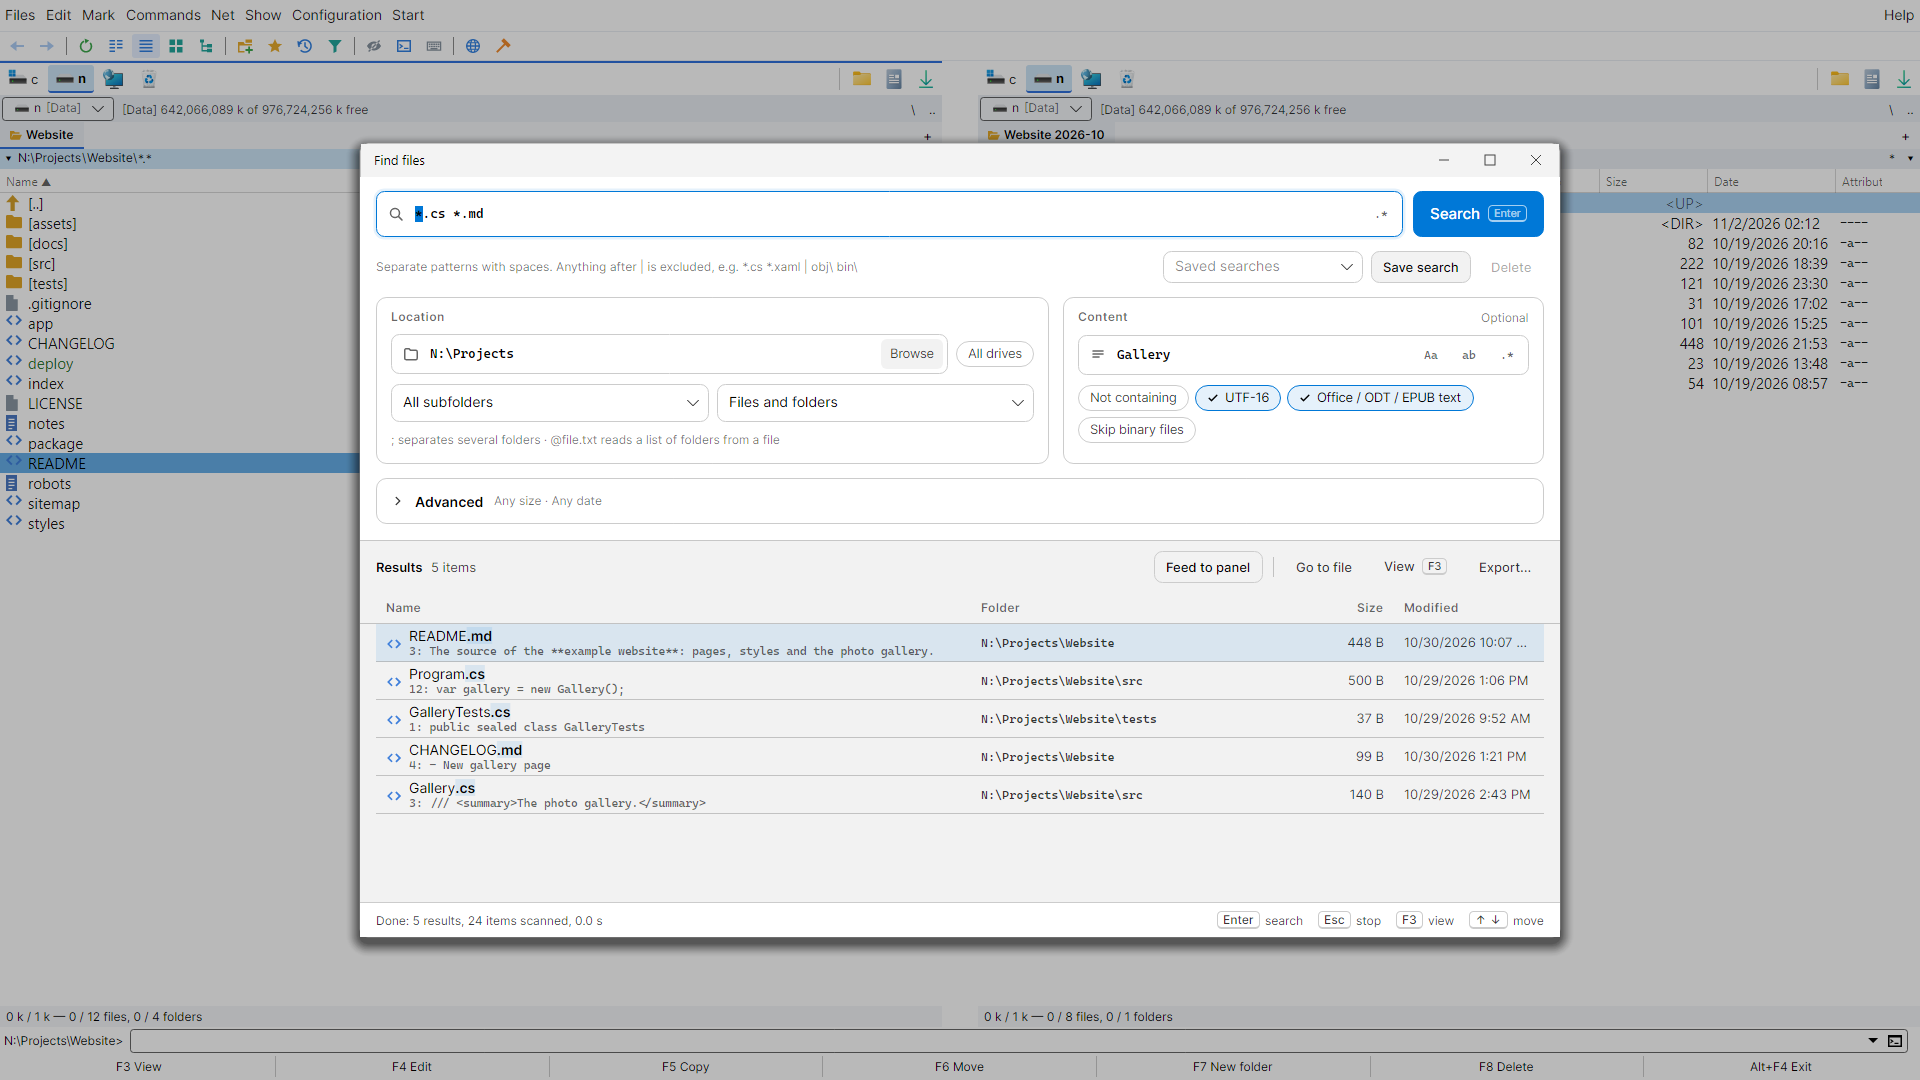 Files Edit Mark Commands Net Show Configuration Start Help
c n
c n
n [Data] [Data] 642,066,089 k of 976,724,256 k free \ ..
n [Data] [Data] 642,066,089 k of 976,724,256 k free \ ..
Website +
Website 2026-10 +
N:\Projects\Website\*.*
* 
Name
Size Date Attribut
[..]
[assets]
[docs]
[src]
[tests]
.gitignore
app
CHANGELOG
deploy
index
LICENSE
notes
package
README
robots
sitemap
styles
<UP>
<DIR> 11/2/2026 02:12 ----
82 10/19/2026 20:16 -a--
222 10/19/2026 18:39 -a--
121 10/19/2026 23:30 -a--
31 10/19/2026 17:02 -a--
101 10/19/2026 15:25 -a--
448 10/19/2026 21:53 -a--
23 10/19/2026 13:48 -a--
54 10/19/2026 08:57 -a--
Find files
*.cs *.md .*
Search Enter
Separate patterns with spaces. Anything after | is excluded, e.g. *.cs *.xaml | obj\ bin\
Saved searches Save search Delete
Location
N:\Projects Browse All drives
All subfolders Files and folders
; separates several folders · @file.txt reads a list of folders from a file
Content Optional
Gallery Aa ab .*
Not containing UTF-16 Office / ODT / EPUB text
Skip binary files
Advanced Any size · Any date
Results 5 items
Feed to panel Go to file View F3 Export...
Name Folder Size Modified
README.md N:\Projects\Website 448 B 10/30/2026 10:07 ...
3: The source of the **example website**: pages, styles and the photo gallery.
Program.cs N:\Projects\Website\src 500 B 10/29/2026 1:06 PM
12: var gallery = new Gallery();
GalleryTests.cs N:\Projects\Website\tests 37 B 10/29/2026 9:52 AM
1: public sealed class GalleryTests
CHANGELOG.md N:\Projects\Website 99 B 10/30/2026 1:21 PM
4: - New gallery page
Gallery.cs N:\Projects\Website\src 140 B 10/29/2026 2:43 PM
3: /// <summary>The photo gallery.</summary>
Done: 5 results, 24 items scanned, 0.0 s
Enter search Esc stop F3 view ↑ ↓ move
0 k / 1 k — 0 / 12 files, 0 / 4 folders
0 k / 1 k — 0 / 8 files, 0 / 1 folders
N:\Projects\Website>
F3 View F4 Edit F5 Copy F6 Move F7 New folder F8 Delete Alt+F4 Exit